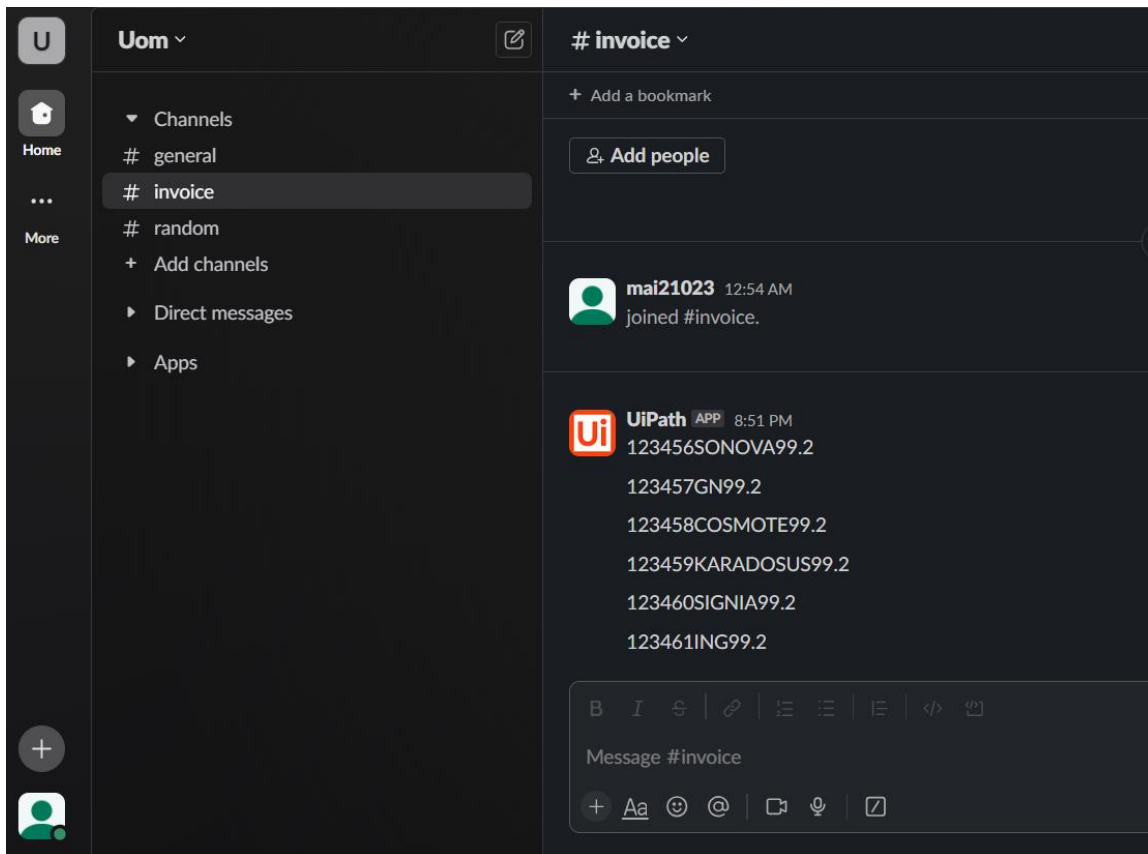 U
Home
More
Uom
Channels
# general
# invoice
# random
+ Add channels
Direct messages
Apps
# invoice
+ Add a bookmark
Add people
mai21023 12:54 AM
joined #invoice.
Ui
UiPath APP 8:51 PM
123456SONOVA99.2
123457GN99.2
123458COSMOTE99.2
123459KARADOSUS99.2
123460SIGNIA99.2
123461ING99.2
B I S
Message #invoice
+ Aa @